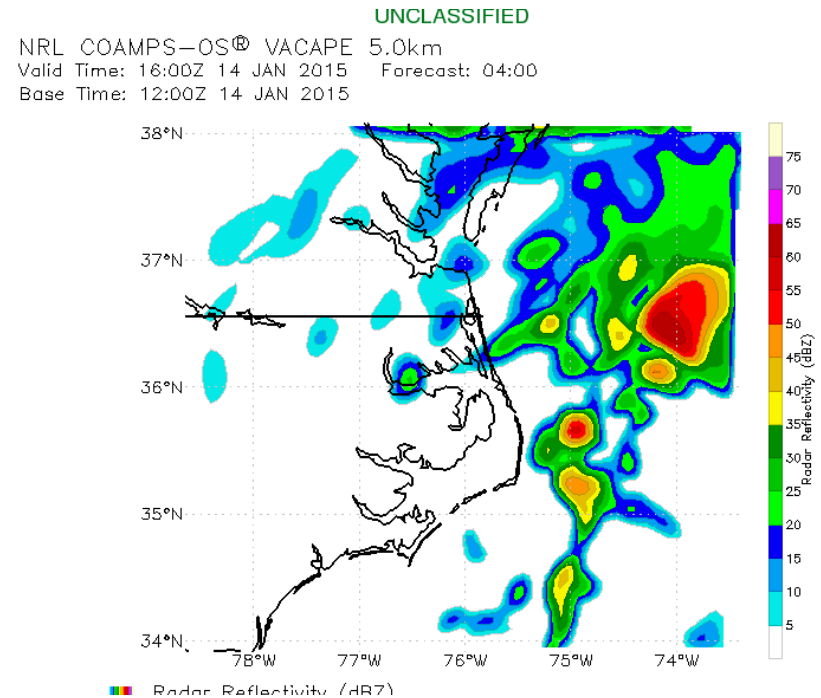 UNCLASSIFIED
NRL COAMPS-OS® VACAPE 5.0km
Valid Time: 16:00Z 14 JAN 2015 Forecast: 04:00
Base Time: 12:00Z 14 JAN 2015
38°N
37°N
36°N
35°N
34°N
78°W 77°W 76°W 75°W 74°W
75
70
65
60
55
50
45
40
35
30
25
20
15
10
5
Radar Reflectivity (dBZ)
Radar Reflectivity (dBZ)